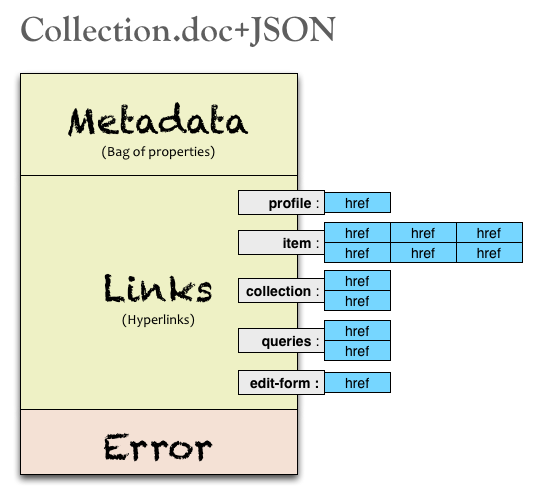 Collection.doc+JSON
Metadata
(Bag of properties)
profile : href
item : href href href
href href href
Links
(Hyperlinks)
collection : href
href
queries : href
href
edit-form : href
Error